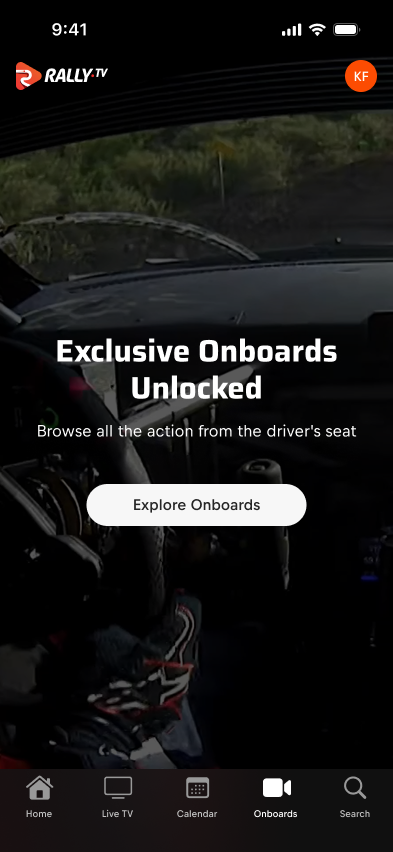 9:41
RALLY.TV
KF
Exclusive Onboards
Unlocked
Browse all the action from the driver's seat
Explore Onboards
Home
Live TV
Calendar
Onboards
Search